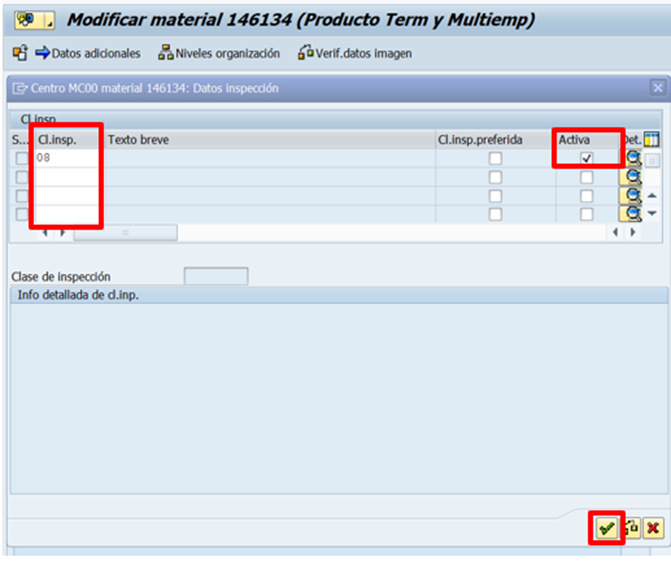 Modificar material 146134 (Producto Term y Multiemp)
Datos adicionales Niveles organización Verif.datos imagen
Centro MC00 material 146134: Datos inspección
Cl.insp
S... Cl.insp. Texto breve Cl.insp.preferida Activa Det.
08
Clase de inspección
Info detallada de cl.inp.